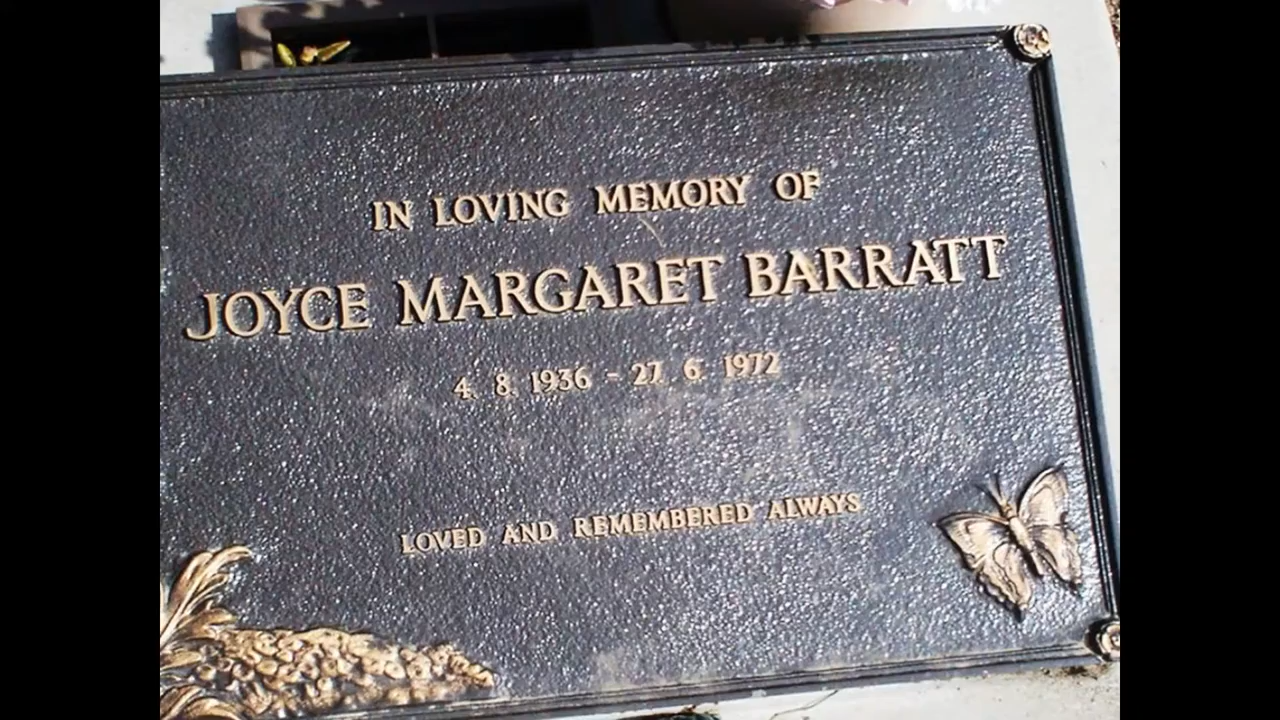 IN LOVING MEMORY OF
JOYCE MARGARET BARRATT
4. 8. 1936 - 27. 6. 1972
LOVED AND REMEMBERED ALWAYS